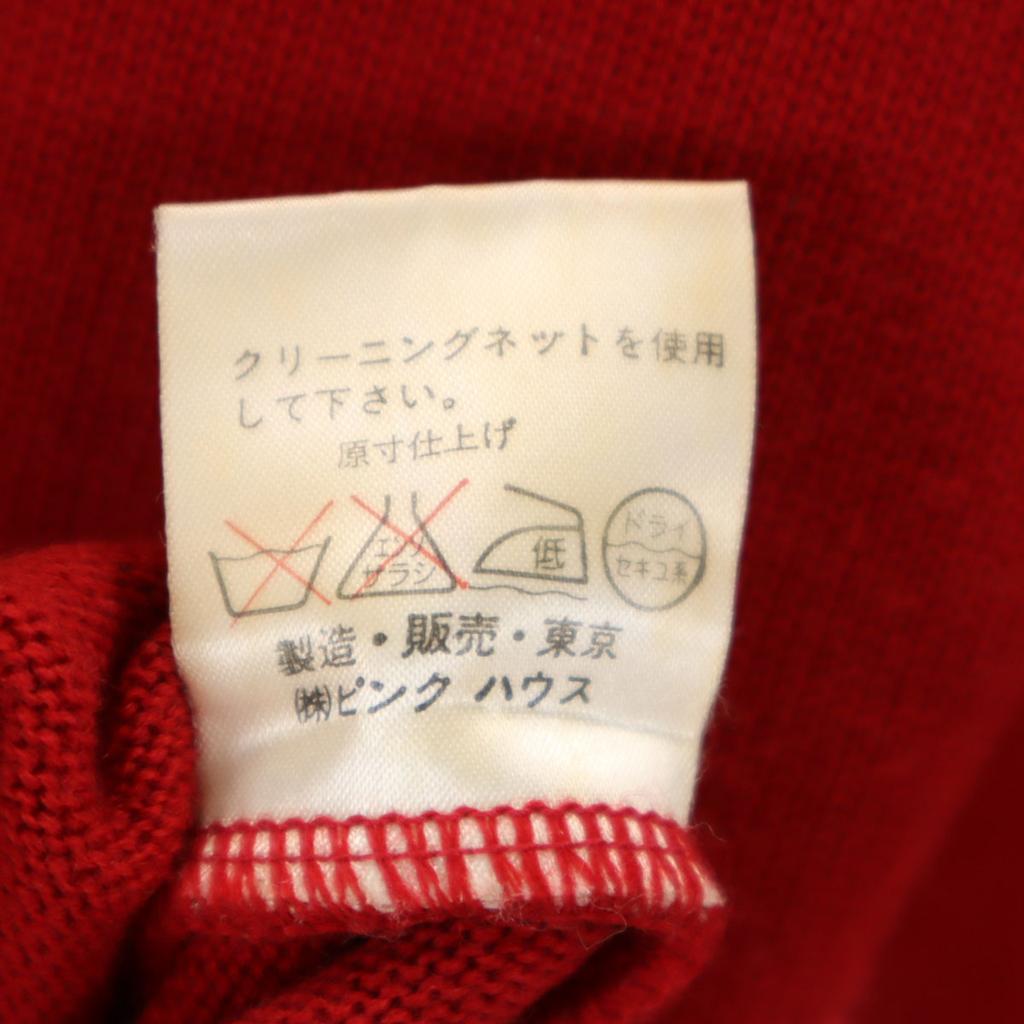 クリーニングネットを使用
して下さい。
原寸仕上げ
エンソ
サラシ
低
ドライ
セキユ系
製造・販売・東京
㈱ピンク ハウス